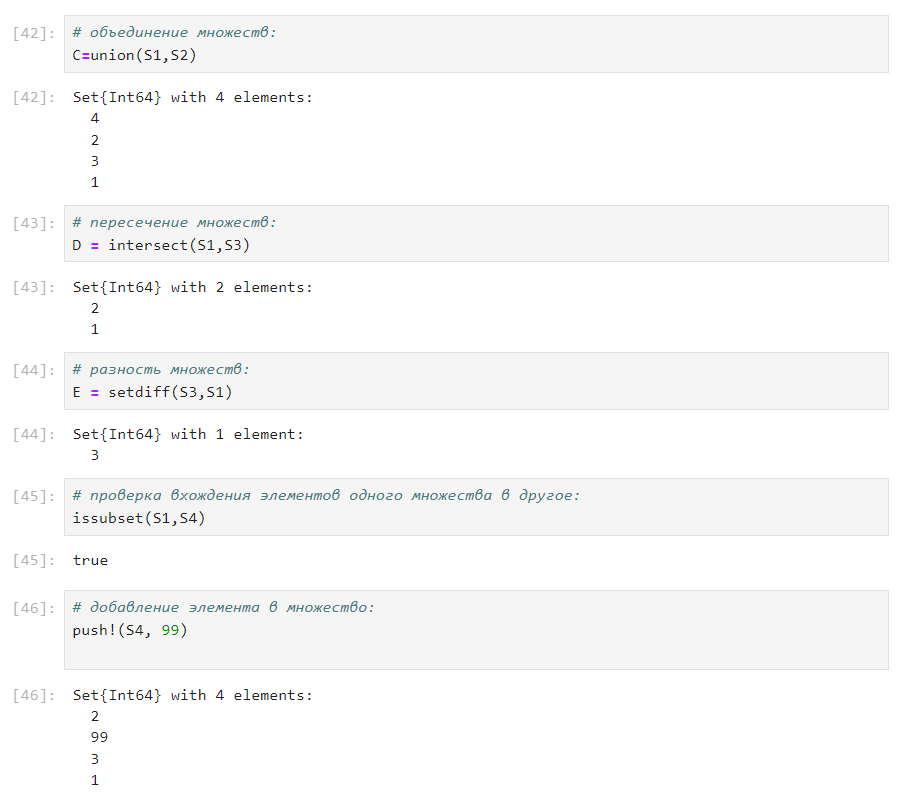 [42]: # объединение множеств:
C=union(S1,S2)
[42]: Set{Int64} with 4 elements:
4
2
3
1
[43]: # пересечение множеств:
D = intersect(S1,S3)
[43]: Set{Int64} with 2 elements:
2
1
[44]: # разность множеств:
E = setdiff(S3,S1)
[44]: Set{Int64} with 1 element:
3
[45]: # проверка вхождения элементов одного множества в другое:
issubset(S1,S4)
[45]: true
[46]: # добавление элемента в множество:
push!(S4, 99)
[46]: Set{Int64} with 4 elements:
2
99
3
1